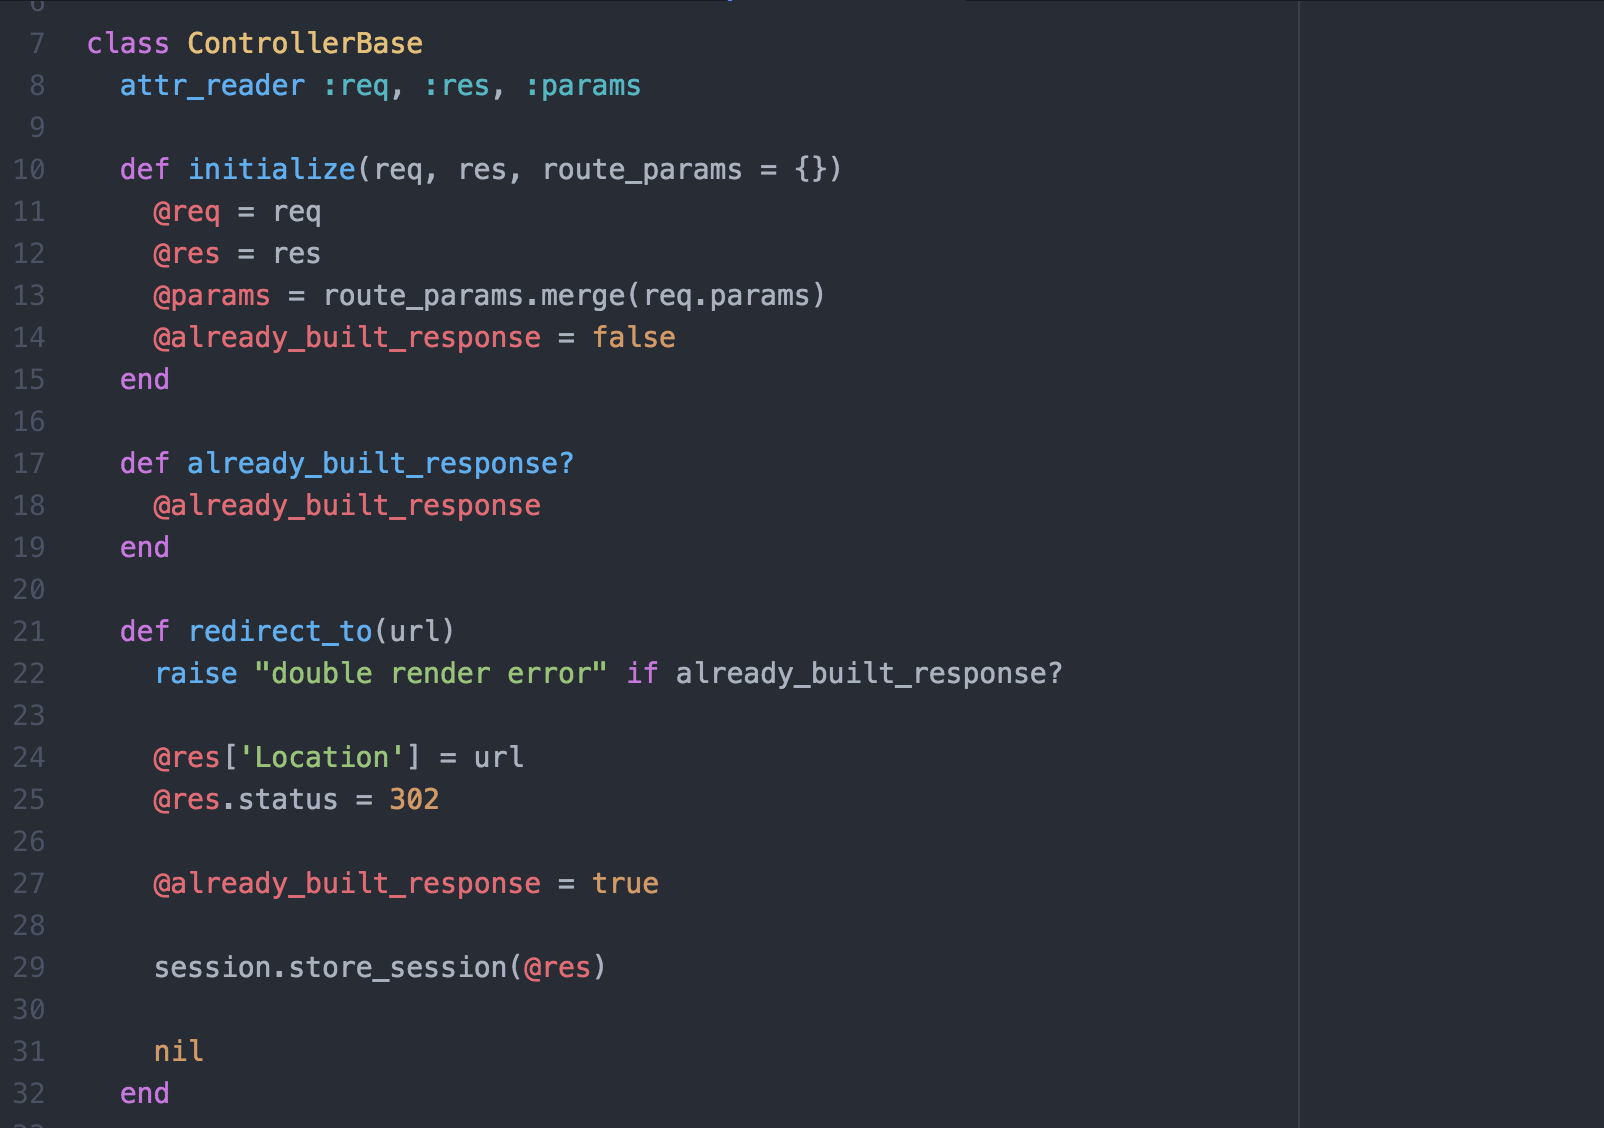 6
7 class ControllerBase
8 attr_reader :req, :res, :params
9
10 def initialize(req, res, route_params = {})
11 @req = req
12 @res = res
13 @params = route_params.merge(req.params)
14 @already_built_response = false
15 end
16
17 def already_built_response?
18 @already_built_response
19 end
20
21 def redirect_to(url)
22 raise "double render error" if already_built_response?
23
24 @res['Location'] = url
25 @res.status = 302
26
27 @already_built_response = true
28
29 session.store_session(@res)
30
31 nil
32 end